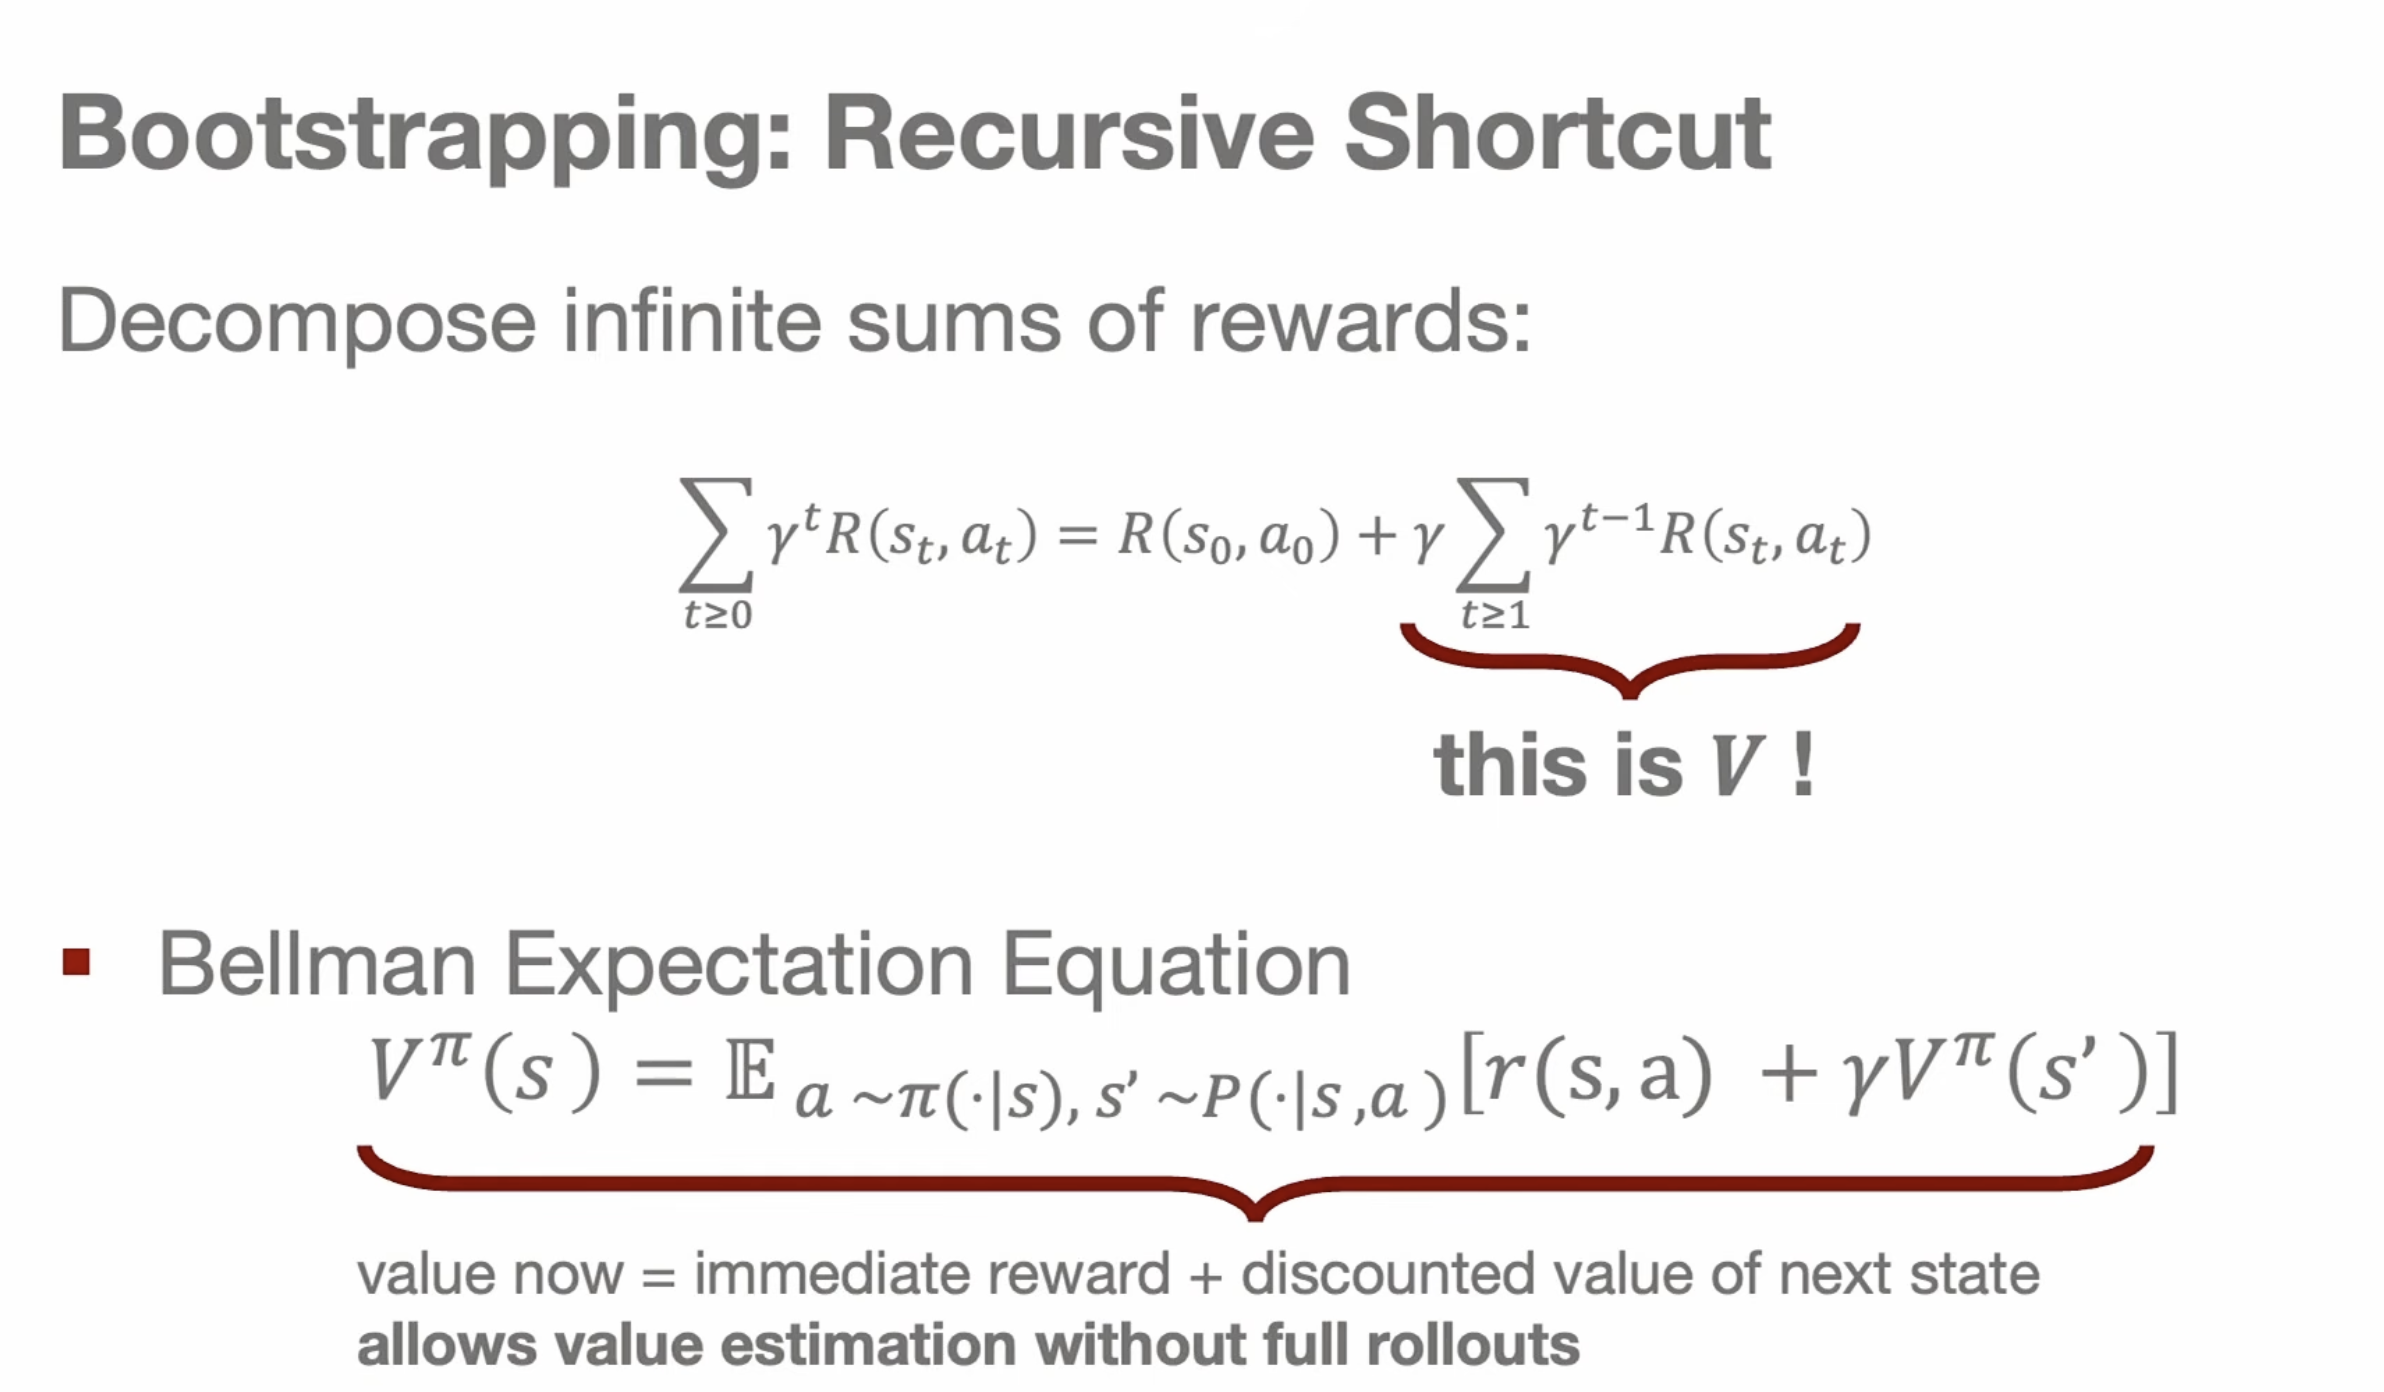 Bootstrapping: Recursive Shortcut
Decompose infinite sums of rewards:
∑_{t≥0} γ^t R(s_t, a_t) = R(s_0, a_0) + γ ∑_{t≥1} γ^{t−1} R(s_t, a_t)
this is V !
▪ Bellman Expectation Equation
V^π(s) = 𝔼_{a ~π(·|s), s’ ~P(·|s ,a )}[r(s, a) + γV^π(s’ )]
value now = immediate reward + discounted value of next state
allows value estimation without full rollouts